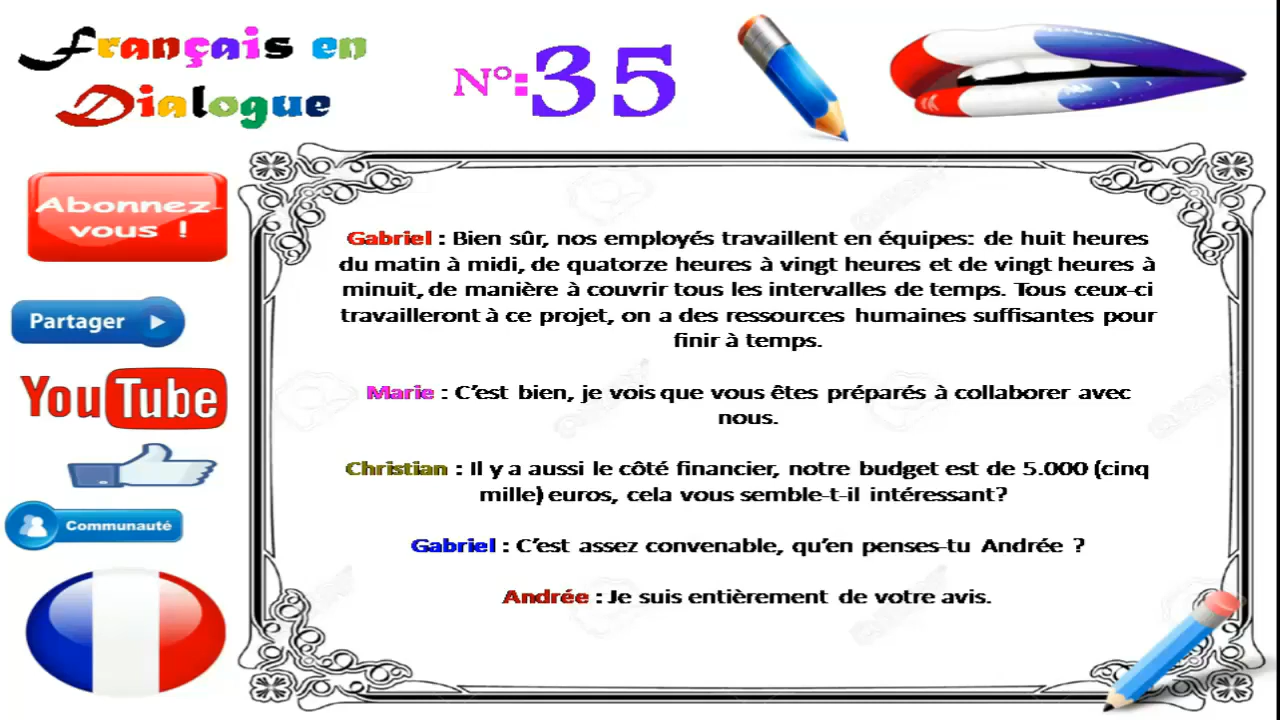 Français en
Dialogue
N°:35
Abonnez-
vous !
Partager
YouTube
Communauté
Gabriel : Bien sûr, nos employés travaillent en équipes: de huit heures
du matin à midi, de quatorze heures à vingt heures et de vingt heures à
minuit, de manière à couvrir tous les intervalles de temps. Tous ceux-ci
travailleront à ce projet, on a des ressources humaines suffisantes pour
finir à temps.
Marie : C’est bien, je vois que vous êtes préparés à collaborer avec
nous.
Christian : Il y a aussi le côté financier, notre budget est de 5.000 (cinq
mille) euros, cela vous semble-t-il intéressant?
Gabriel : C’est assez convenable, qu’en penses-tu Andrée ?
Andrée : Je suis entièrement de votre avis.